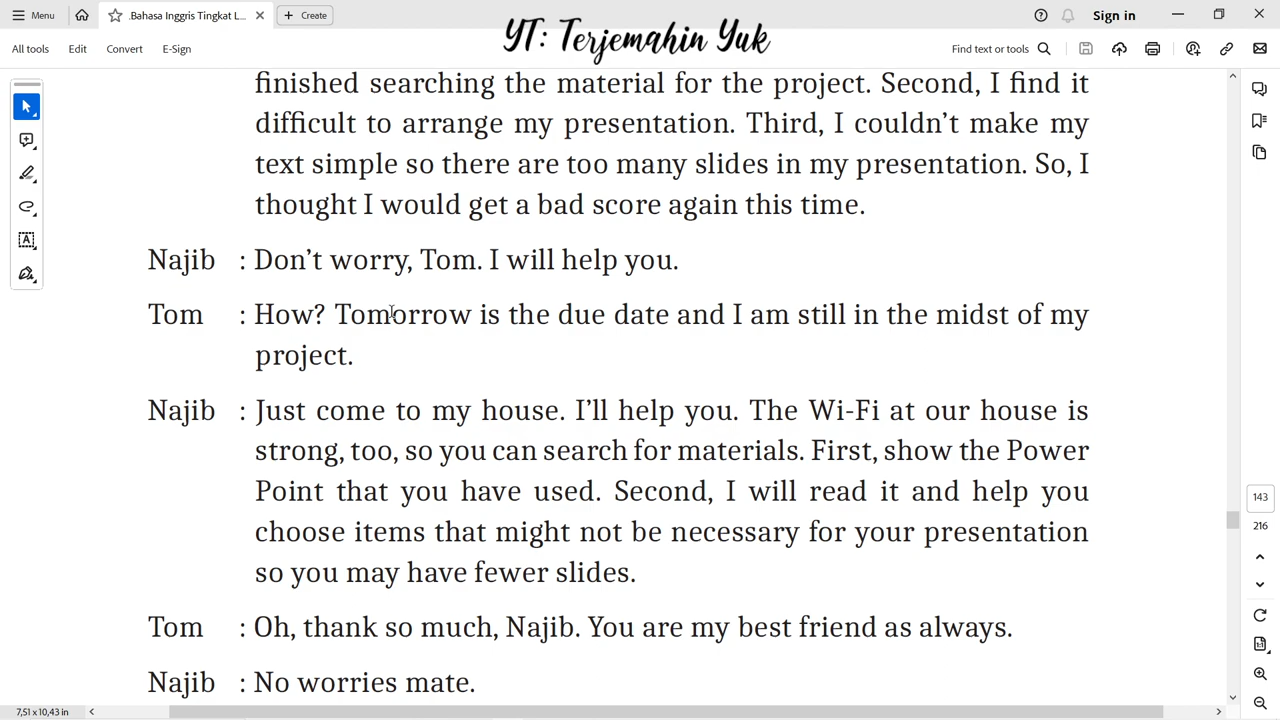 Menu
.Bahasa Inggris Tingkat L...
Create
YT: Terjemahin Yuk
Sign in
All tools
Edit
Convert
E-Sign
Find text or tools
finished searching the material for the project. Second, I find it
difficult to arrange my presentation. Third, I couldn't make my
text simple so there are too many slides in my presentation. So, I
thought I would get a bad score again this time.
Najib : Don't worry, Tom. I will help you.
Tom : How? Tomorrow is the due date and I am still in the midst of my
project.
Najib : Just come to my house. I'll help you. The Wi-Fi at our house is
strong, too, so you can search for materials. First, show the Power
Point that you have used. Second, I will read it and help you
choose items that might not be necessary for your presentation
so you may have fewer slides.
Tom : Oh, thank so much, Najib. You are my best friend as always.
Najib : No worries mate.
143
216
7,51 x 10,43 in